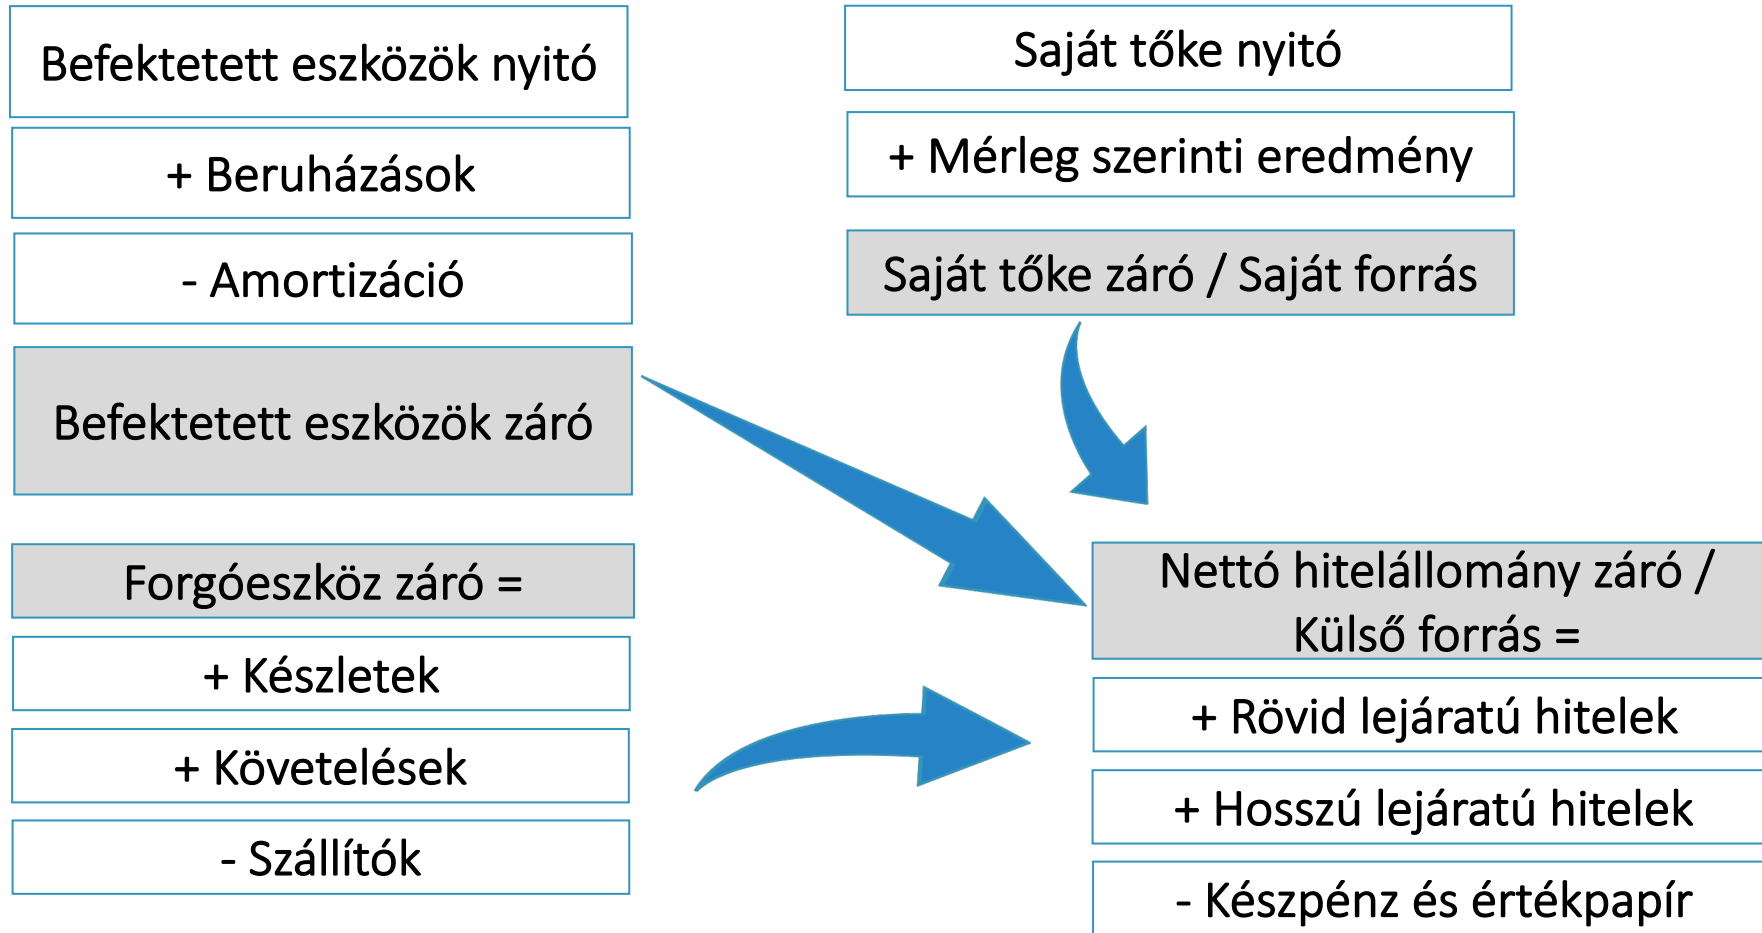 Befektetett eszközök nyitó
+ Beruházások
- Amortizáció
Befektetett eszközök záró
Forgóeszköz záró =
+ Készletek
+ Követelések
- Szállítók
Saját tőke nyitó
+ Mérleg szerinti eredmény
Saját tőke záró / Saját forrás
Nettó hitelállomány záró /
Külső forrás =
+ Rövid lejáratú hitelek
+ Hosszú lejáratú hitelek
- Készpénz és értékpapír